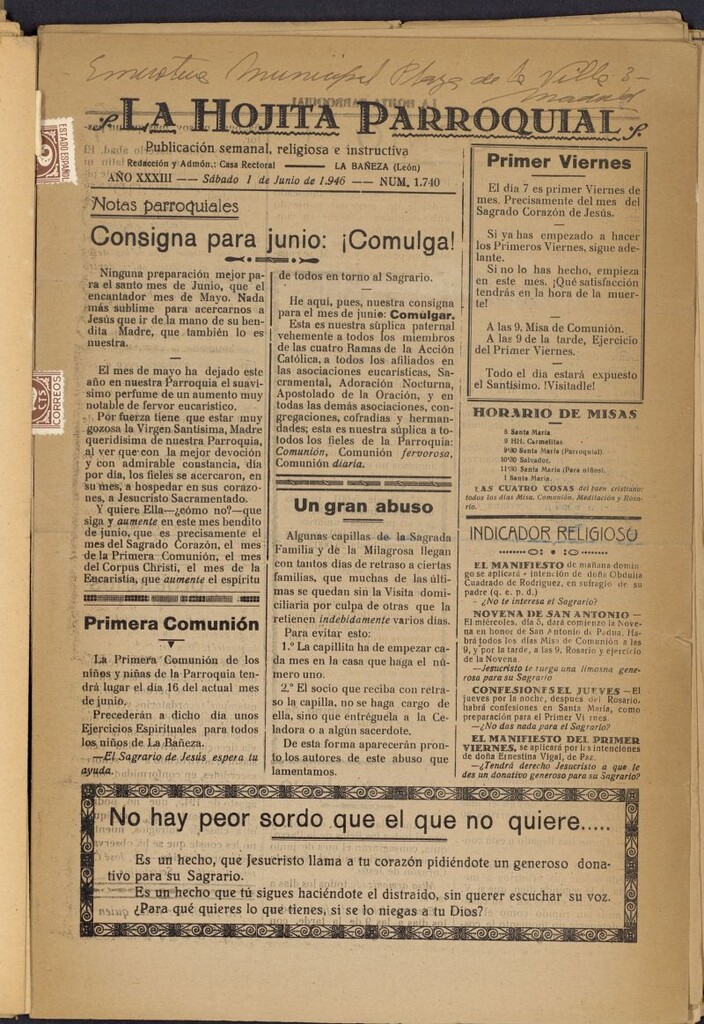 Municipal Plaza de la Villa 3-
Madrid
LA HOJITA PARROQUIAL
Publicación semanal, religiosa e instructiva
Redacción y Admón.: Casa Rectoral —— LA BAÑEZA (León)
AÑO XXXIII —— Sábado 1 de Junio de 1.946 —— NUM. 1.740
ESTADO ESPAÑOL
CORREOS
CTS
Notas parroquiales
Consigna para junio: ¡Comulga!
Ninguna preparación mejor pa-
ra el santo mes de Junio, que el
encantador mes de Mayo. Nada
más sublime para acercarnos a
Jesús que ir de la mano de su ben-
dita Madre, que también lo es
nuestra.
—
El mes de mayo ha dejado este
año en nuestra Parroquia el suaví-
simo perfume de un aumento muy
notable de fervor eucarístico.
Por fuerza tiene que estar muy
gozosa la Virgen Santísima, Madre
queridísima de nuestra Parroquia,
al ver que con la mejor devoción
y con admirable constancia, día
por dia, los fieles se acercaron, en
su mes, a hospedar en sus corazo-
nes, a Jesucristo Sacramentado.
Y quiere Ella—¿cómo no?—que
siga y aumente en este mes bendito
de junio, que es precisamente el
mes del Sagrado Corazón, el mes
de la Primera Comunión, el mes
del Corpus Christi, el mes de la
Eucaristía, que aumente el espíritu
de todos en torno al Sagrario.
—
He aqui, pues, nuestra consigna
para el mes de junio: Comulgar.
Esta es nuestra súplica paternal
vehemente a todos los miembros
de las cuatro Ramas de la Acción
Católica, a todos los afiliados en
las asociaciones eucarísticas, Sa-
cramental, Adoración Nocturna,
Apostolado de la Oración, y en
todas las demás asociaciones, con-
gregaciones, cofradías y herman-
dades; esta es nuestra súplica a to-
todos los fieles de la Parroquia:
Comunión, Comunión fervorosa,
Comunión diaria.
Primera Comunión
La Primera Comunión de los
niños y niñas de la Parroquia ten-
drá lugar el día 16 del actual mes
de junio.
Precederán a dicho día unos
Ejercicios Espirituales para todos
los niños de La Bañeza.
—El Sagrario de Jesús espera tu
ayuda.
Un gran abuso
Algunas capillas de la Sagrada
Familia y de la Milagrosa llegan
con tantos días de retraso a ciertas
familias, que muchas de las últi-
mas se quedan sin la Visita domi-
ciliaria por culpa de otras que la
retienen indebidamente varios días.
Para evitar esto:
1.º La capillita ha de empezar ca-
da mes en la casa que haga el nú-
mero uno.
2.º El socio que reciba con retra-
so la capilla, no se haga cargo de
ella, sino que entréguela a la Ce-
ladora o a algún sacerdote.
De esta forma aparecerán pron-
to los autores de este abuso que
lamentamos.
Primer Viernes
El día 7 es primer Viernes de
mes. Precisamente del mes del
Sagrado Corazón de Jesús.
—
Si ya has empezado a hacer
los Primeros Viernes, sigue ade-
lante.
Si no lo has hecho, empieza
en este mes. ¡Qué satisfacción
tendrás en la hora de la muer-
te!
—
A las 9, Misa de Comunión.
A las 9 de la tarde, Ejercicio
del Primer Viernes.
—
Todo el día estará expuesto
el Santísimo. ¡Visitadle!
HORARIO DE MISAS
8 Santa María
9 HH. Carmelitas
9'30 Santa María (Parroquial)
10'30 Salvador.
11'30 Santa María (Para niños).
1 Santa María.
LAS CUATRO COSAS del buen cristiano:
todos los días Misa. Comunión. Meditación y Rosa-
rio.
INDICADOR RELIGIOSO
EL MANIFIESTO de mañana domin-
go se aplicará a intención de doña Obdulia
Cuadrado de Rodríguez, en sufragio de su
padre (q. e. p. d.)
- ¿No te interesa el Sagrario?
NOVENA DE SAN ANTONIO —
El miércoles, día 5, dará comienzo la Nove-
na en honor de San Antonio de Padua. Ha-
brá todos los días Misa de Comunión a las
9, y por la tarde, a las 9, Rosario y ejercicio
de la Novena.
—Jesucristo te ruega una limosna gene-
rosa para su Sagrario
CONFESIONES EL JUEVES —El
jueves por la noche, después del Rosario,
habrá confesiones en Santa María, como
preparación para el Primer Viernes.
—¿No das nada para el Sagrario?
EL MANIFIESTO DEL PRIMER
VIERNES, se aplicará por las intenciones
de doña Ernestina Vigal, de Paz.
—¿Tendrá derecho Jesucristo a que le
des un donativo generoso para su Sagrario?
No hay peor sordo que el que no quiere.....
Es un hecho, que Jesucristo llama a tu corazón pidiéndote un generoso dona-
tivo para su Sagrario.
Es un hecho que tú sigues haciéndote el distraído, sin querer escuchar su voz.
¿Para qué quieres lo que tienes, si se lo niegas a tu Dios?